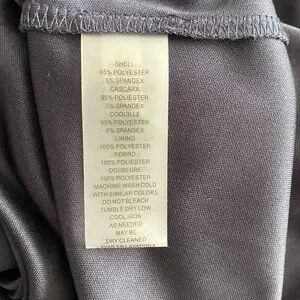 SHELL
95% POLYESTER
5% SPANDEX
CASCARA
95% POLIESTER
5% SPANDEX
COQUILLE
95% POLYESTER
5% SPANDEX
LINING
100% POLYESTER
FORRO
100% POLIESTER
DOUBLURE
100% POLYESTER
MACHINE WASH COLD
WITH SIMILAR COLORS
DO NOT BLEACH
TUMBLE DRY LOW
COOL IRON
AS NEEDED
MAY BE
DRY CLEANED